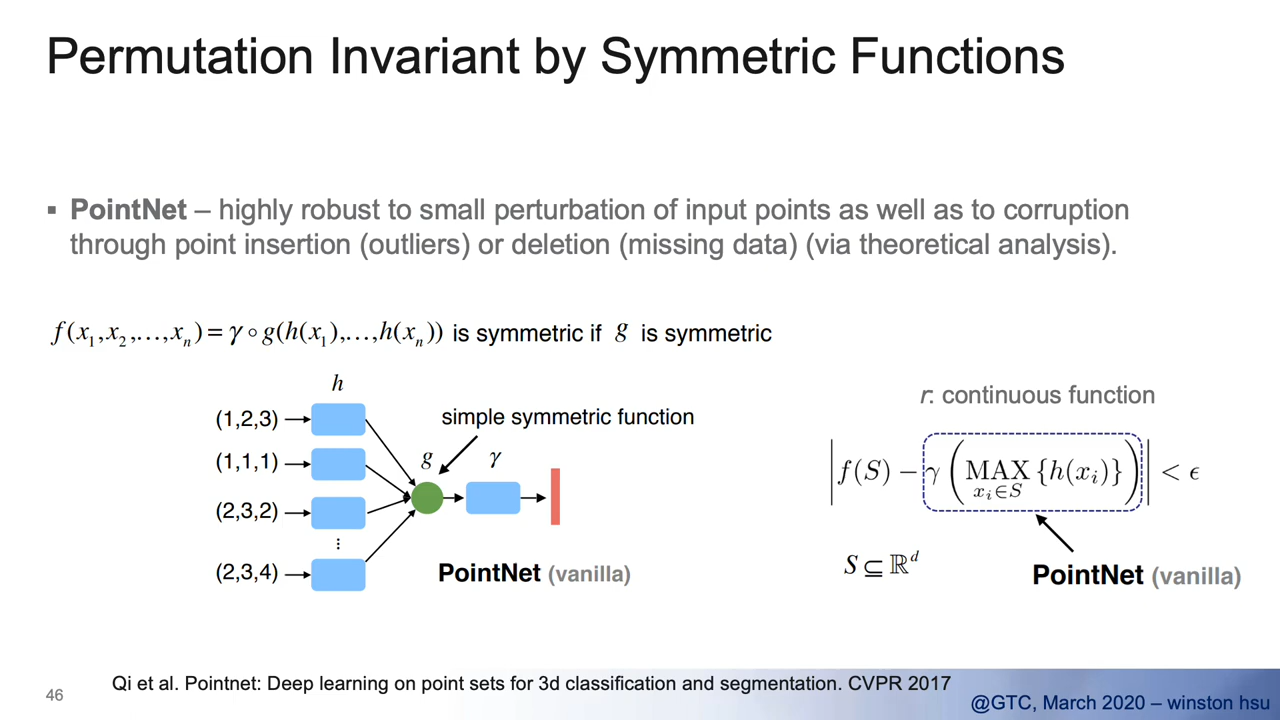 Permutation Invariant by Symmetric Functions
▪ PointNet – highly robust to small perturbation of input points as well as to corruption
through point insertion (outliers) or deletion (missing data) (via theoretical analysis).
f(x₁,x₂,…,xₙ) = γ ∘ g(h(x₁),…,h(xₙ)) is symmetric if g is symmetric
h
(1,2,3)
(1,1,1)
(2,3,2)
⋮
(2,3,4)
simple symmetric function
g
γ
PointNet (vanilla)
r: continuous function
|f(S) − γ (MAX {h(xᵢ)})| < ϵ
xᵢ∈S
S ⊆ ℝᵈ
PointNet (vanilla)
Qi et al. Pointnet: Deep learning on point sets for 3d classification and segmentation. CVPR 2017
46
@GTC, March 2020 – winston hsu